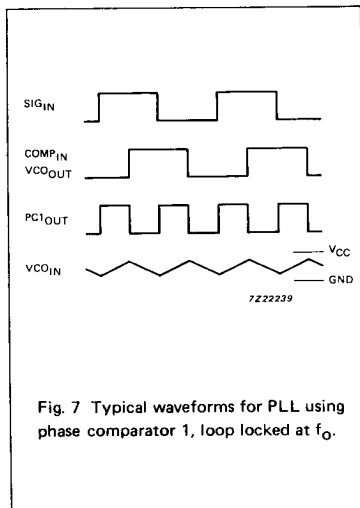 SIGIN
COMPIN
VCOOUT
PC1OUT
VCOIN
VCC
GND
7Z22239
Fig. 7 Typical waveforms for PLL using
phase comparator 1, loop locked at fo.